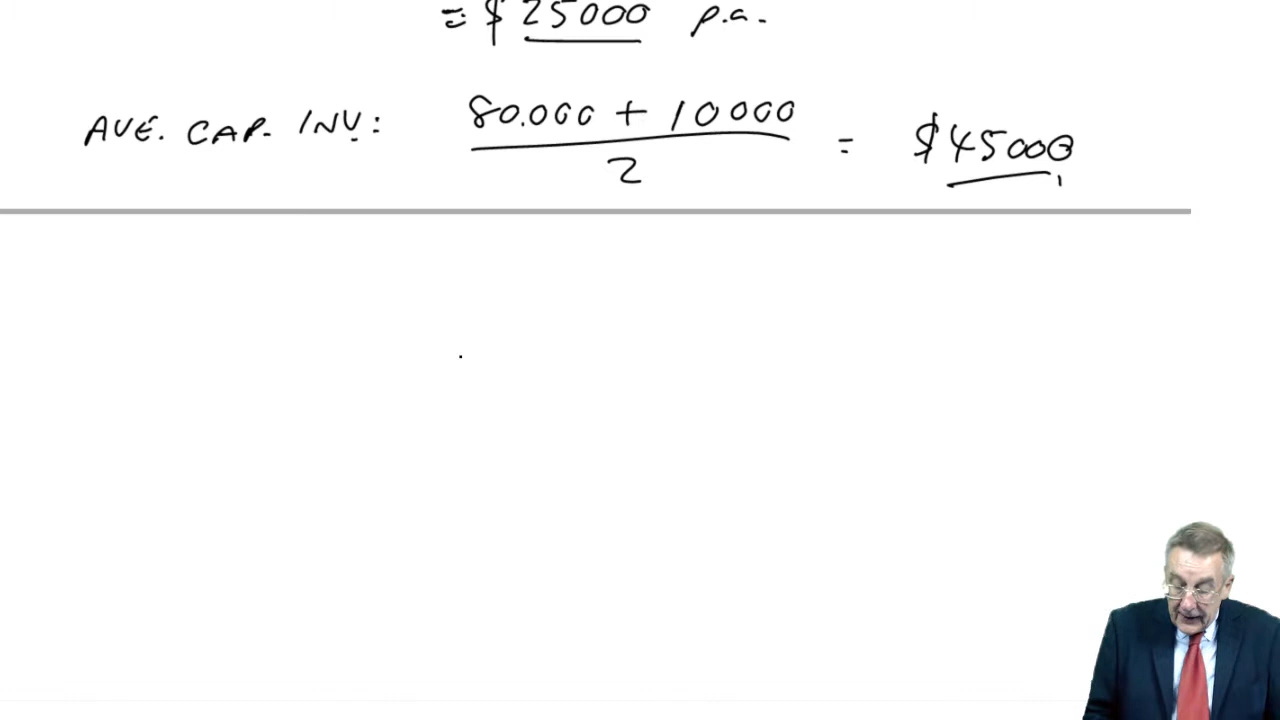 = $ 25000 p.a.
AVE. CAP. INV: 80.000 + 10000
2
= $45000